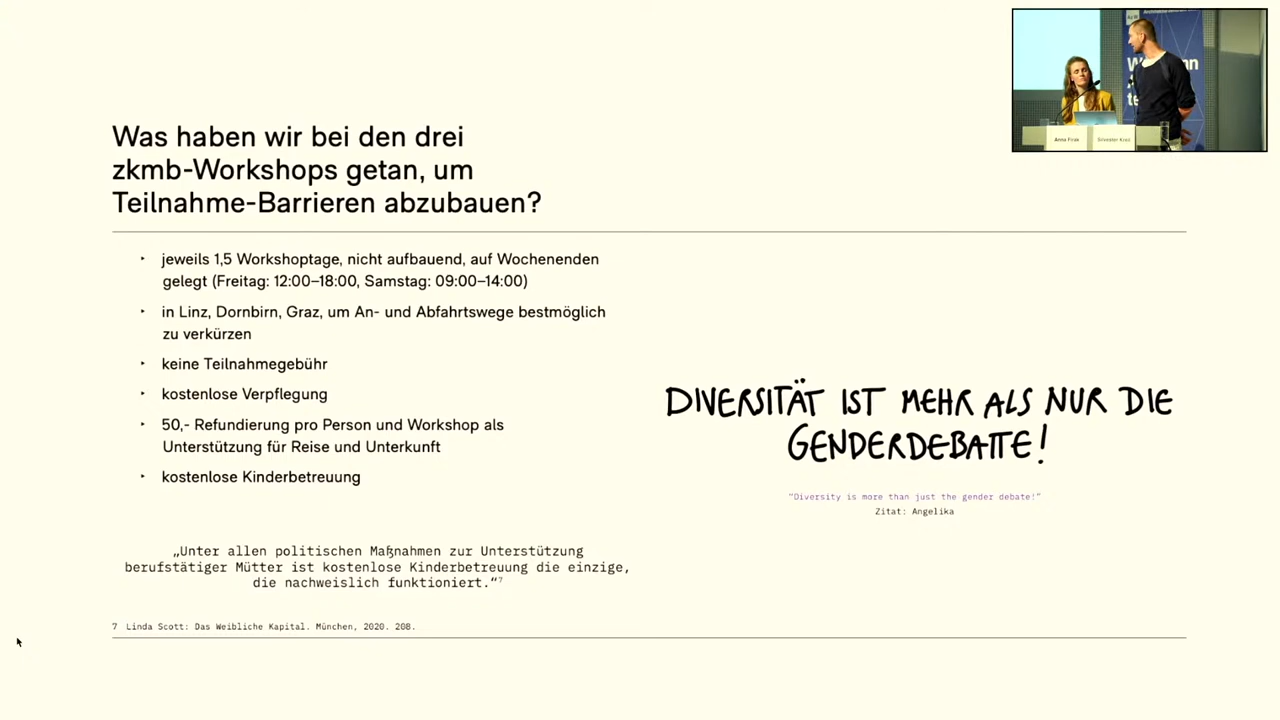 Was haben wir bei den drei
zkmb-Workshops getan, um
Teilnahme-Barrieren abzubauen?
‣ jeweils 1,5 Workshoptage, nicht aufbauend, auf Wochenenden
gelegt (Freitag: 12:00–18:00, Samstag: 09:00–14:00)
‣ in Linz, Dornbirn, Graz, um An- und Abfahrtswege bestmöglich
zu verkürzen
‣ keine Teilnahmegebühr
‣ kostenlose Verpflegung
‣ 50,- Refundierung pro Person und Workshop als
Unterstützung für Reise und Unterkunft
‣ kostenlose Kinderbetreuung
„Unter allen politischen Maßnahmen zur Unterstützung
berufstätiger Mütter ist kostenlose Kinderbetreuung die einzige,
die nachweislich funktioniert.“7
7 Linda Scott: Das Weibliche Kapital. München, 2020. 208.
DIVERSITÄT IST MEHR ALS NUR DIE
GENDERDEBATTE!
"Diversity is more than just the gender debate!"
Zitat: Angelika